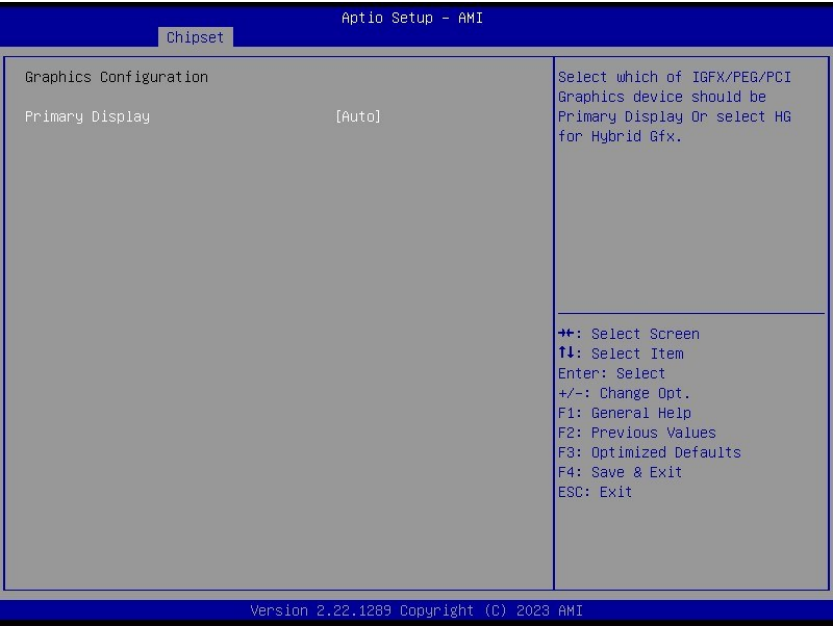 Aptio Setup – AMI
Chipset
Graphics Configuration
Primary Display [Auto]
Select which of IGFX/PEG/PCI
Graphics device should be
Primary Display Or select HG
for Hybrid Gfx.
→←: Select Screen
↑↓: Select Item
Enter: Select
+/-: Change Opt.
F1: General Help
F2: Previous Values
F3: Optimized Defaults
F4: Save & Exit
ESC: Exit
Version 2.22.1289 Copyright (C) 2023 AMI